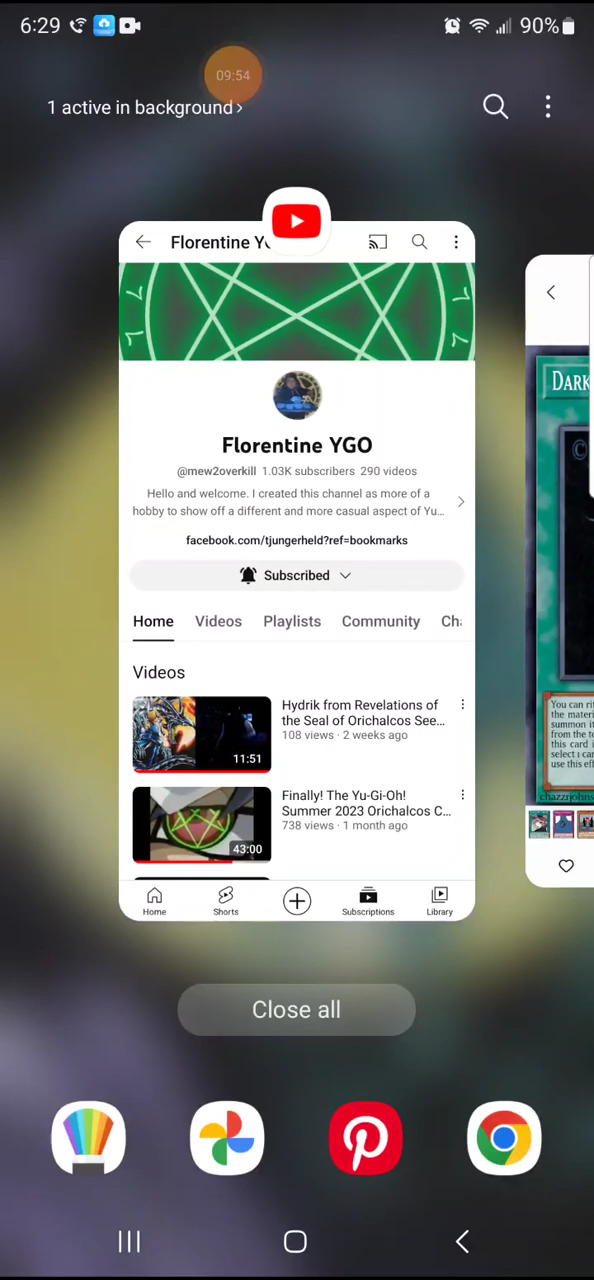 6:29
90%
09:54
1 active in background >
Florentine Y
Florentine YGO
@mew2overkill 1.03K subscribers 290 videos
Hello and welcome. I created this channel as more of a
hobby to show off a different and more casual aspect of Yu...
facebook.com/tjungerheld?ref=bookmarks
Subscribed
Home Videos Playlists Community Ch
Videos
Hydrik from Revelations of
the Seal of Orichalcos See...
108 views · 2 weeks ago
11:51
Finally! The Yu-Gi-Oh!
Summer 2023 Orichalcos C...
738 views · 1 month ago
43:00
Home Shorts Subscriptions Library
DARK
You can rit
the materi
summon it
from the to
this card i
select 1 car
use this eff
chazzrjohns
Close all